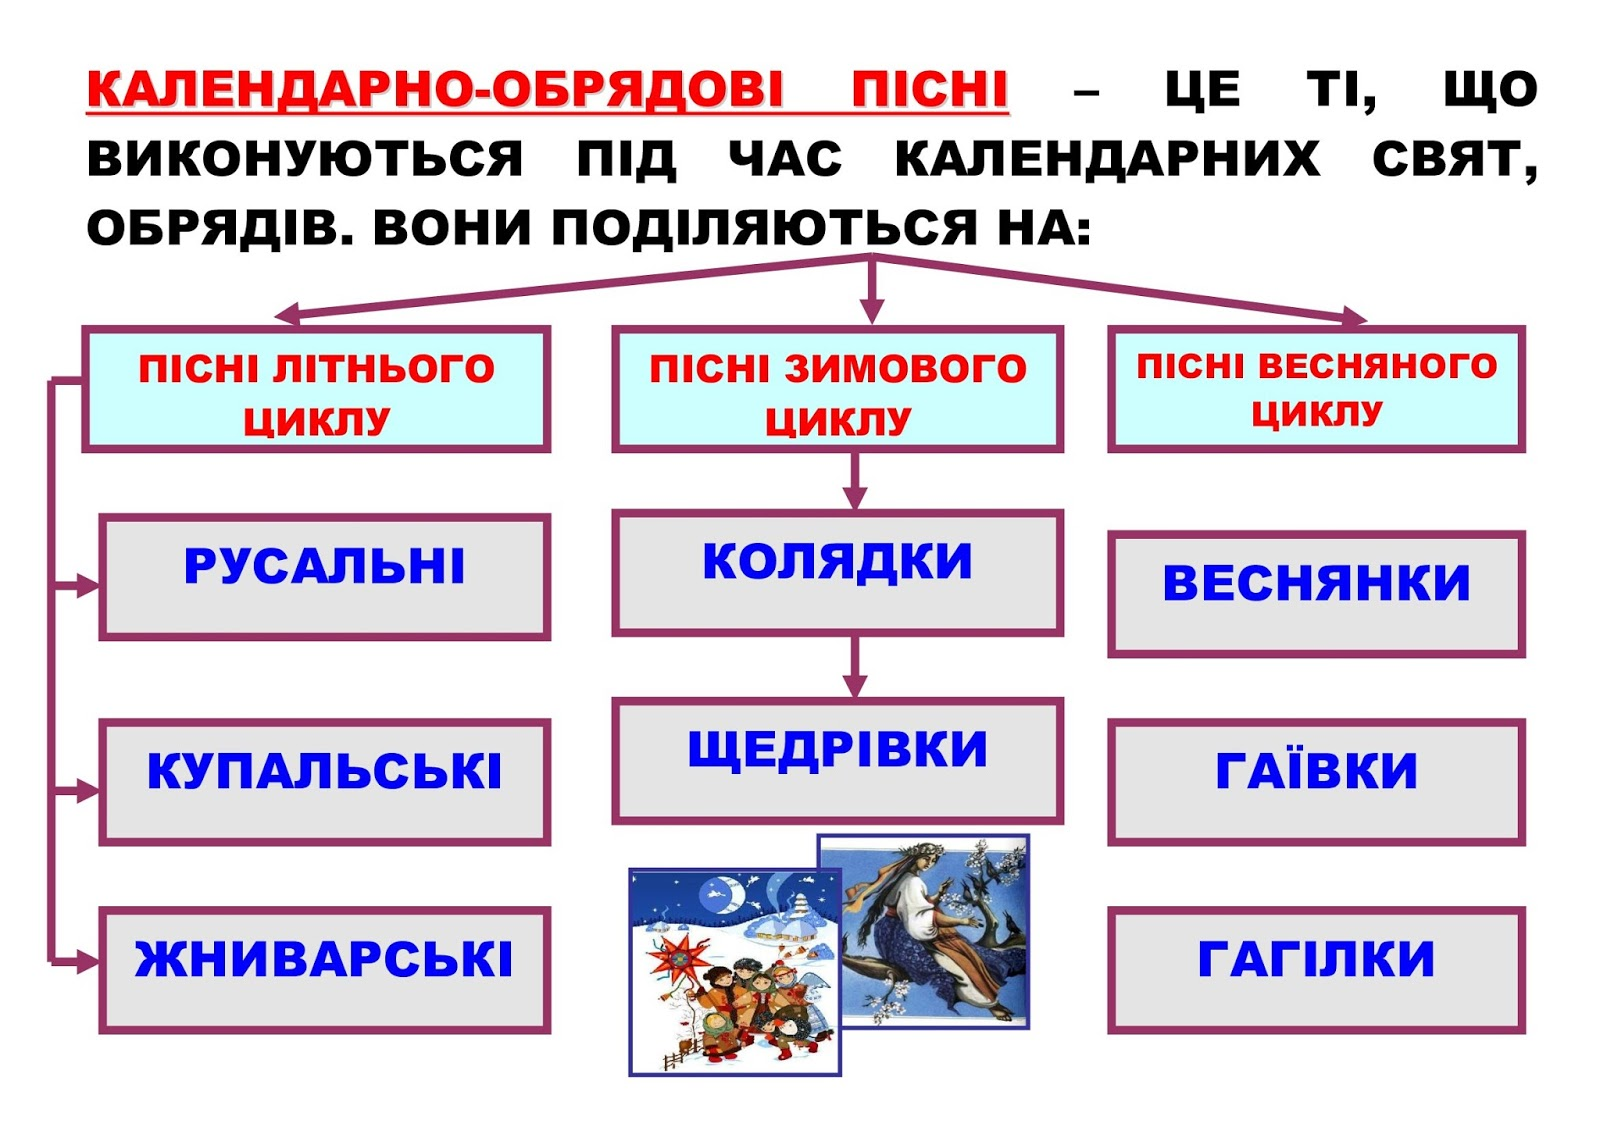 КАЛЕНДАРНО-ОБРЯДОВІ ПІСНІ – ЦЕ ТІ, ЩО
ВИКОНУЮТЬСЯ ПІД ЧАС КАЛЕНДАРНИХ СВЯТ,
ОБРЯДІВ. ВОНИ ПОДІЛЯЮТЬСЯ НА:
ПІСНІ ЛІТНЬОГО
ЦИКЛУ
РУСАЛЬНІ
КУПАЛЬСЬКІ
ЖНИВАРСЬКІ
ПІСНІ ЗИМОВОГО
ЦИКЛУ
КОЛЯДКИ
ЩЕДРІВКИ
ПІСНІ ВЕСНЯНОГО
ЦИКЛУ
ВЕСНЯНКИ
ГАЇВКИ
ГАГІЛКИ